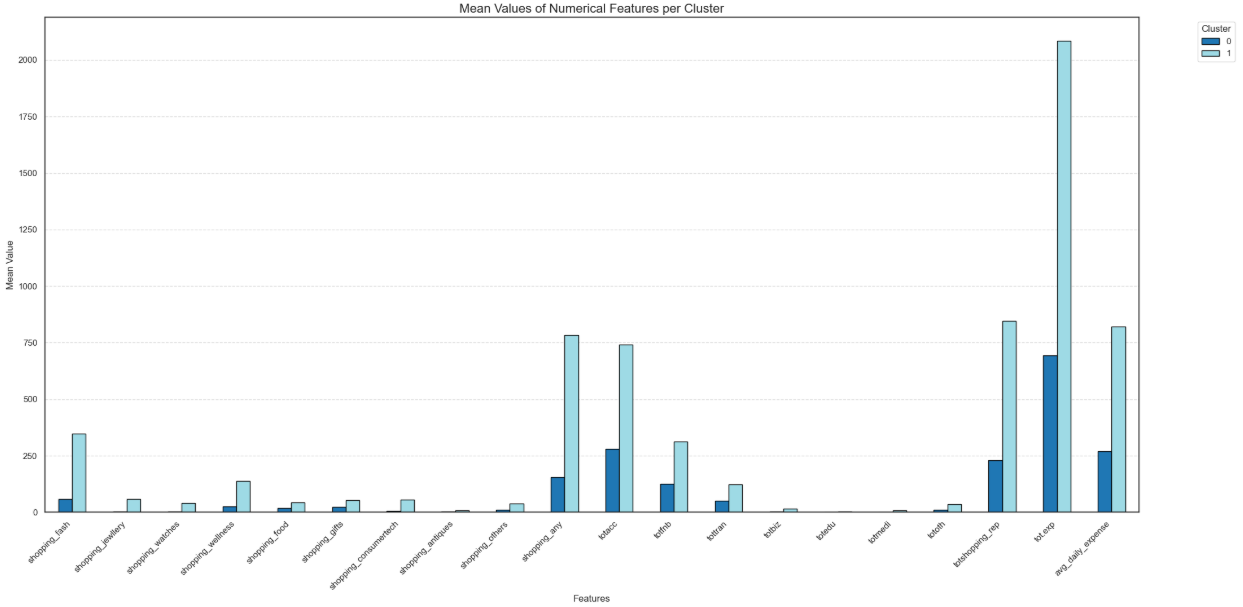 Mean Values of Numerical Features per Cluster
Cluster
0
1
Mean Value
2000
1750
1500
1250
1000
750
500
250
0
shopping_fash
shopping_jewllery
shopping_watches
shopping_wellness
shopping_food
shopping_gifts
shopping_consumertech
shopping_antiques
shopping_others
shopping_any
totacc
totfnb
tottran
totbiz
totedu
totmedi
tototh
totshopping_rep
tot.exp
avg_daily_expense
Features